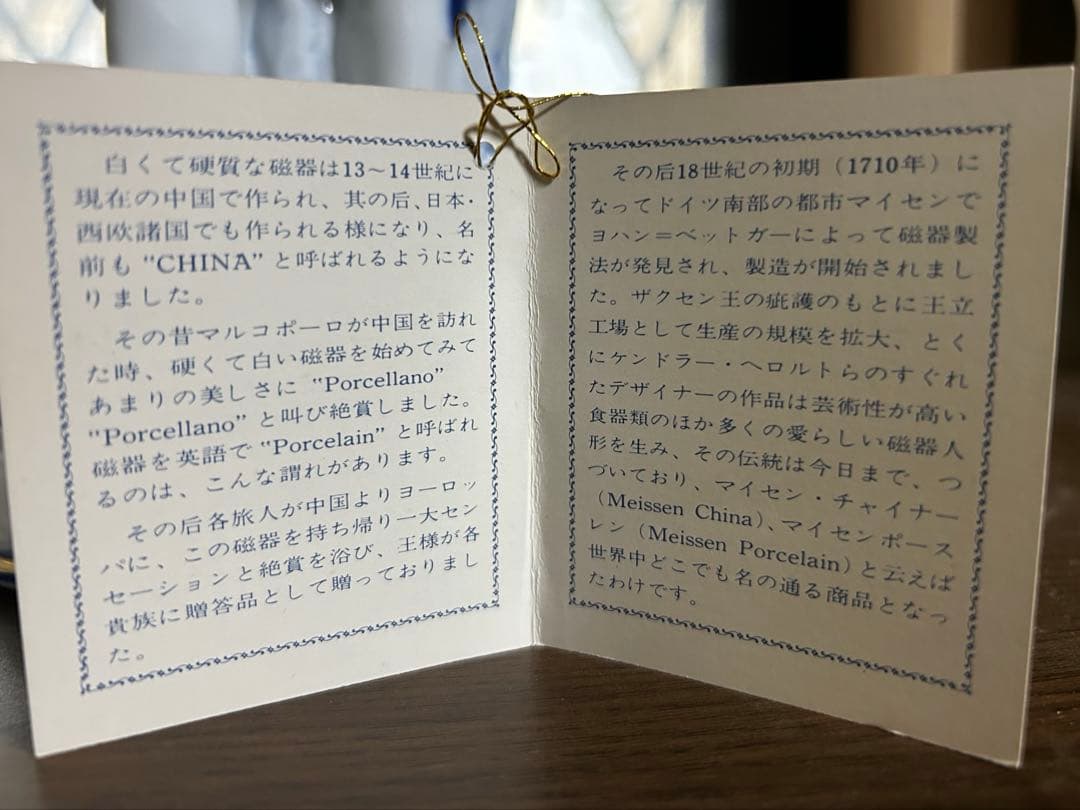 白くて硬質な磁器は13～14世紀に
現在の中国で作られ、其の后、日本・
西欧諸国でも作られる様になり、名
前も "CHINA" と呼ばれるようにな
りました。
その昔マルコポーロが中国を訪れ
た時、硬くて白い磁器を始めてみて
あまりの美しさに "Porcellano"
"Porcellano" と叫び絶賞しました。
磁器を英語で "Porcelain" と呼ばれ
るのは、こんな謂れがあります。
その后各旅人が中国よりヨーロッ
パに、この磁器を持ち帰り一大セン
セーションと絶賞を浴び、王様が各
貴族に贈答品として贈っておりまし
た。
その后18世紀の初期（1710年）に
なってドイツ南部の都市マイセンで
ヨハン＝ベットガーによって磁器製
法が発見され、製造が開始されまし
た。ザクセン王の庇護のもとに王立
工場として生産の規模を拡大、とく
にケンドラー・ヘロルトらのすぐれ
たデザイナーの作品は芸術性が高い
食器類のほか多くの愛らしい磁器人
形を生み、その伝統は今日まで、つ
づいており、マイセン・チャイナー
（Meissen China）、マイセンポース
レン（Meissen Porcelain）と云えば
世界中どこでも名の通る商品となっ
たわけです。